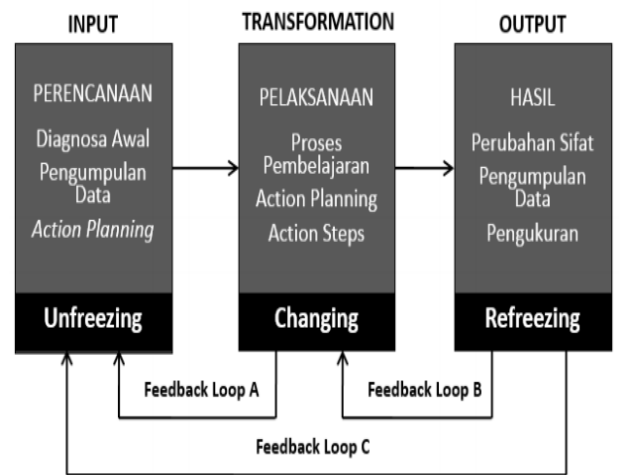 INPUT
PERENCANAAN
Diagnosa Awal
Pengumpulan
Data
Action Planning
Unfreezing
TRANSFORMATION
PELAKSANAAN
Proses
Pembelajaran
Action Planning
Action Steps
Changing
OUTPUT
HASIL
Perubahan Sifat
Pengumpulan
Data
Pengukuran
Refreezing
Feedback Loop A
Feedback Loop B
Feedback Loop C